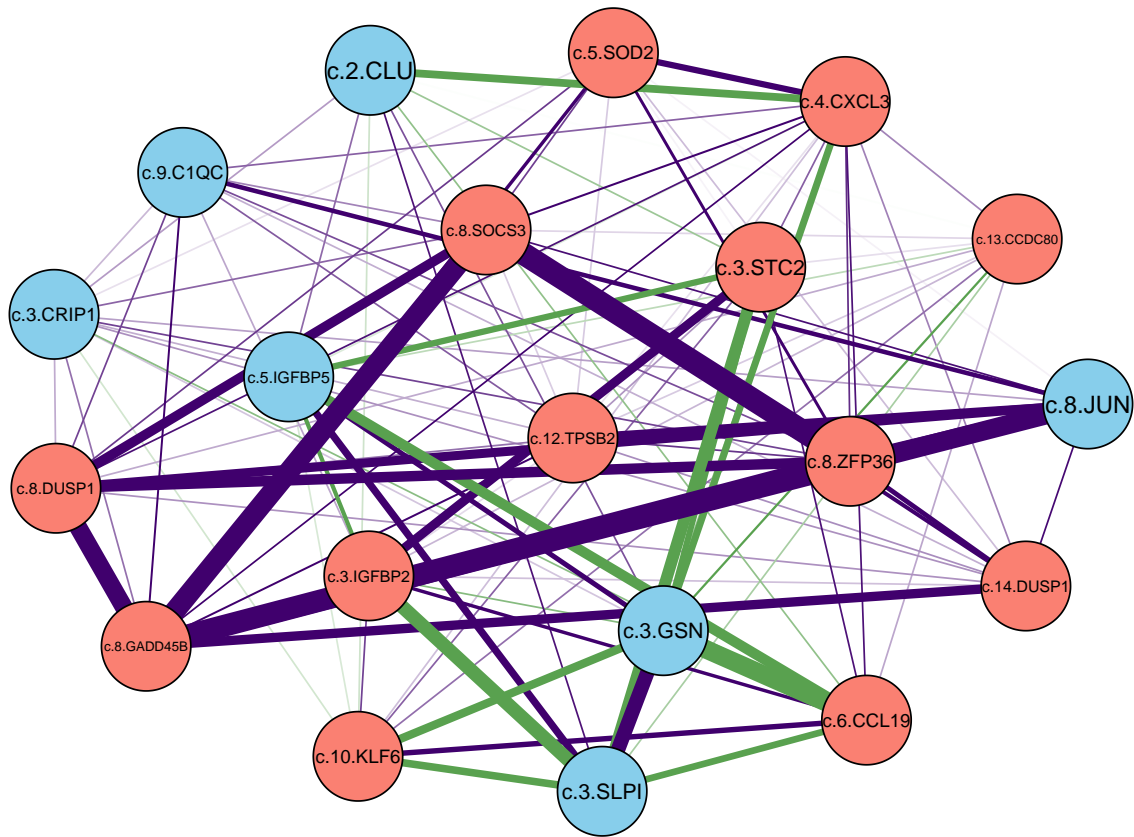 c.5.SOD2
c.2.CLU
c.4.CXCL3
c.9.C1QC
c.8.SOCS3
c.13.CCDC80
c.3.STC2
c.3.CRIP1
c.5.IGFBP5
c.8.JUN
c.12.TPSB2
c.8.ZFP36
c.8.DUSP1
c.3.IGFBP2
c.14.DUSP1
c.3.GSN
c.8.GADD45B
c.6.CCL19
c.10.KLF6
c.3.SLPI